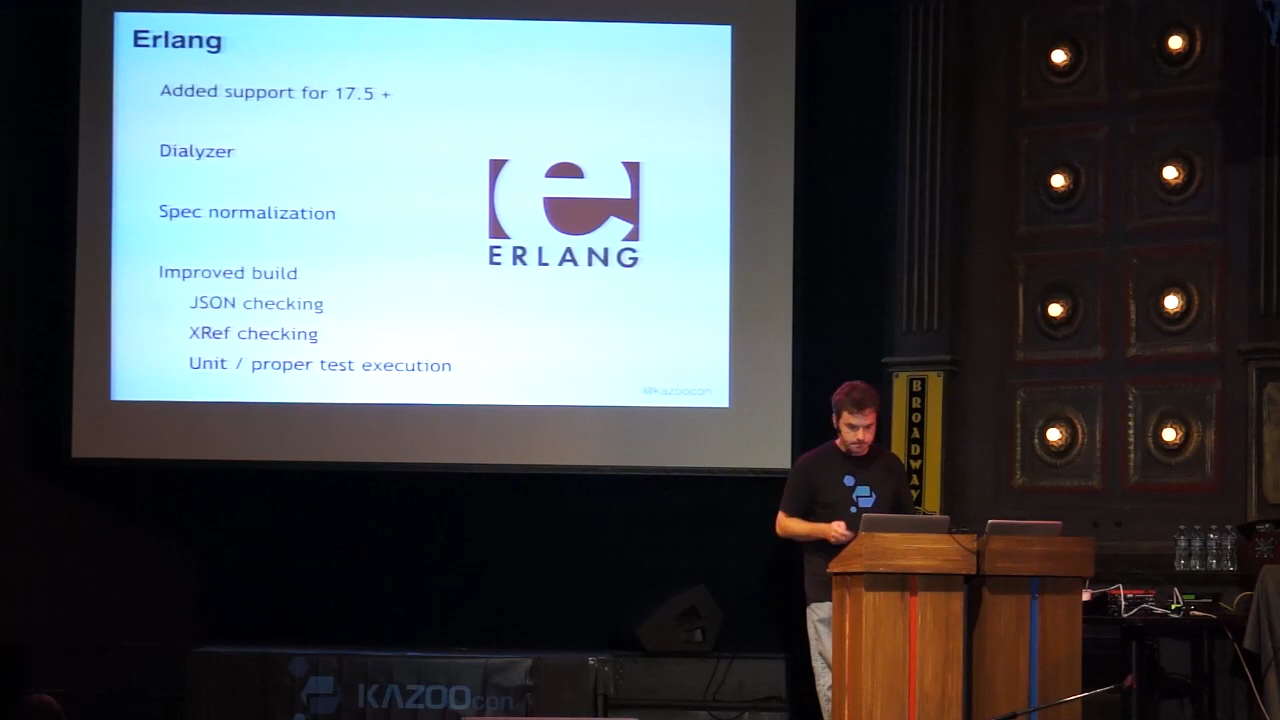 Erlang
Added support for 17.5 +
Dialyzer
Spec normalization
Improved build
JSON checking
XRef checking
Unit / proper test execution
e
ERLANG
@kazoocon
BROADWAY
KAZOOcon